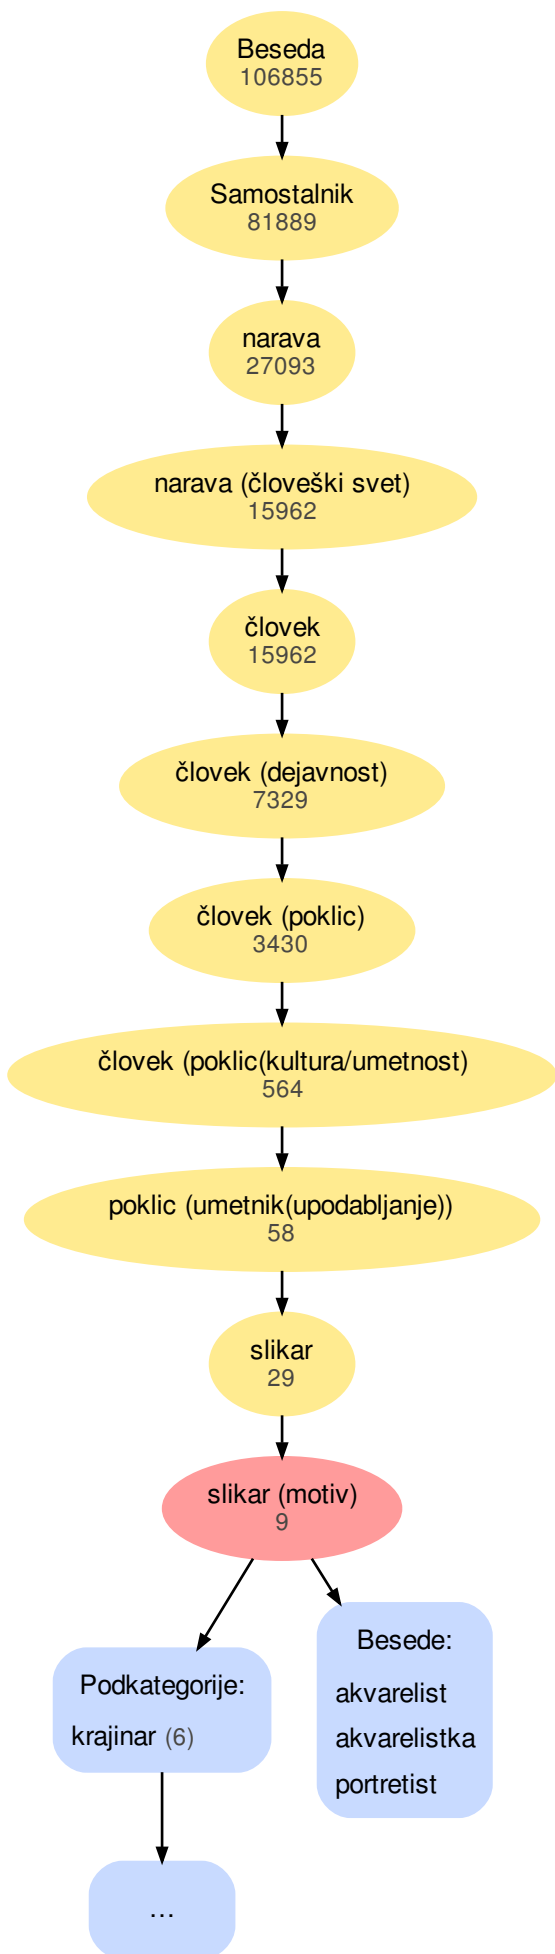 Beseda
106855
Samostalnik
81889
narava
27093
narava (človeški svet)
15962
človek
15962
človek (dejavnost)
7329
človek (poklic)
3430
človek (poklic(kultura/umetnost)
564
poklic (umetnik(upodabljanje))
58
slikar
29
slikar (motiv)
9
Podkategorije:
krajinar (6)
...
Besede:
akvarelist
akvarelistka
portretist